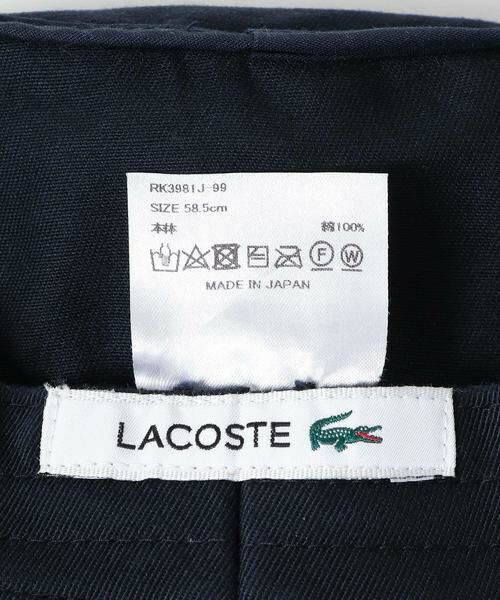 RK3981J-99
SIZE 58.5cm
本体 綿100%
F W
MADE IN JAPAN
LACOSTE